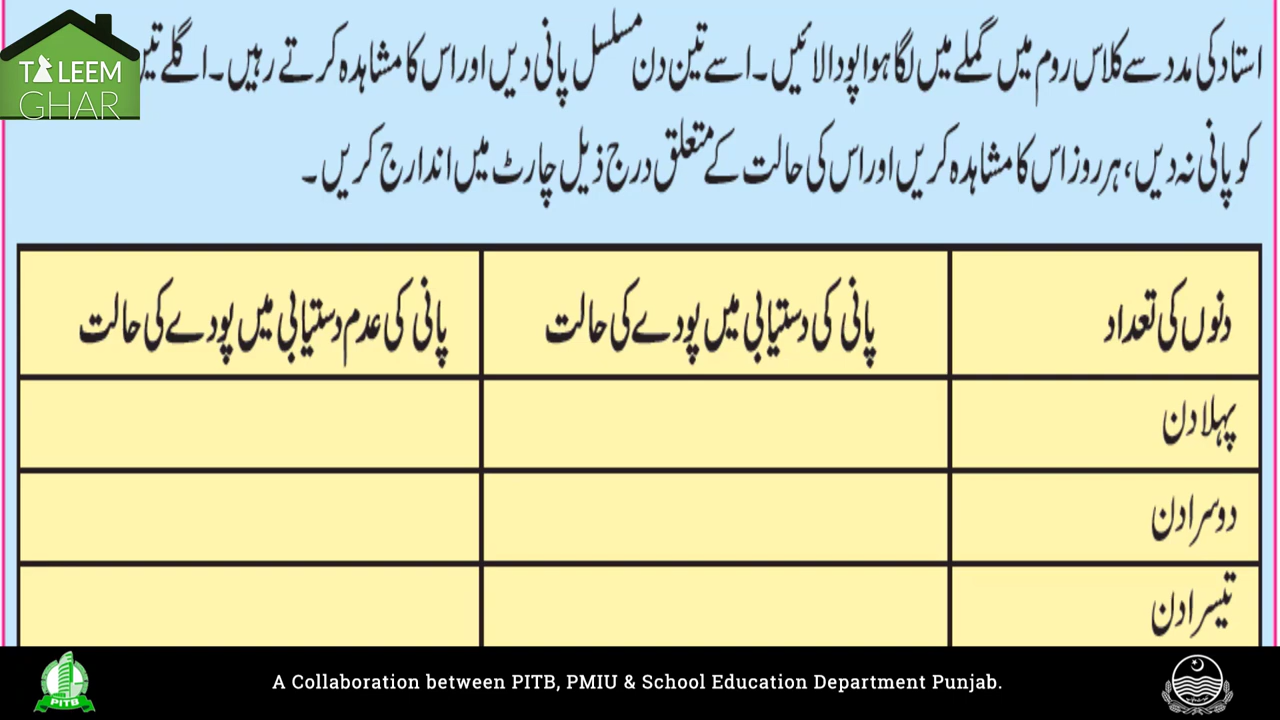 TALEEM
GHAR
استاد کی مدد سے کلاس روم میں گملے میں لگا ہوا پودا لائیں۔ اسے تین دن مسلسل پانی دیں اور اس کا مشاہدہ کرتے رہیں۔ اگلے
کو پانی نہ دیں، ہر روز اس کا مشاہدہ کریں اور اس کی حالت کے متعلق درج ذیل چارٹ میں اندارج کریں۔
دنوں کی تعداد پانی کی دستیابی میں پودے کی حالت پانی کی عدم دستیابی میں پودے کی حالت
پہلا دن
دوسرا دن
تیسرا دن
PITB
A Collaboration between PITB, PMIU & School Education Department Punjab.